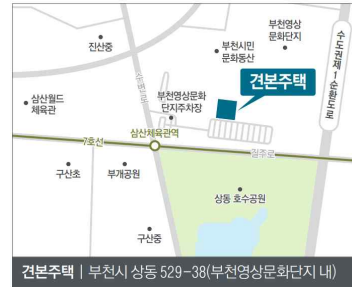 부천영상
문화단지
진산중
부천시민
문화동산
수도권제1순환도로
견본주택
삼산월드
체육관
부천영상문화
단지주차장
삼산체육관역
7호선
길주로
구산초
부개공원
상동 호수공원
구산중
견본주택 | 부천시 상동 529-38(부천영상문화단지 내)